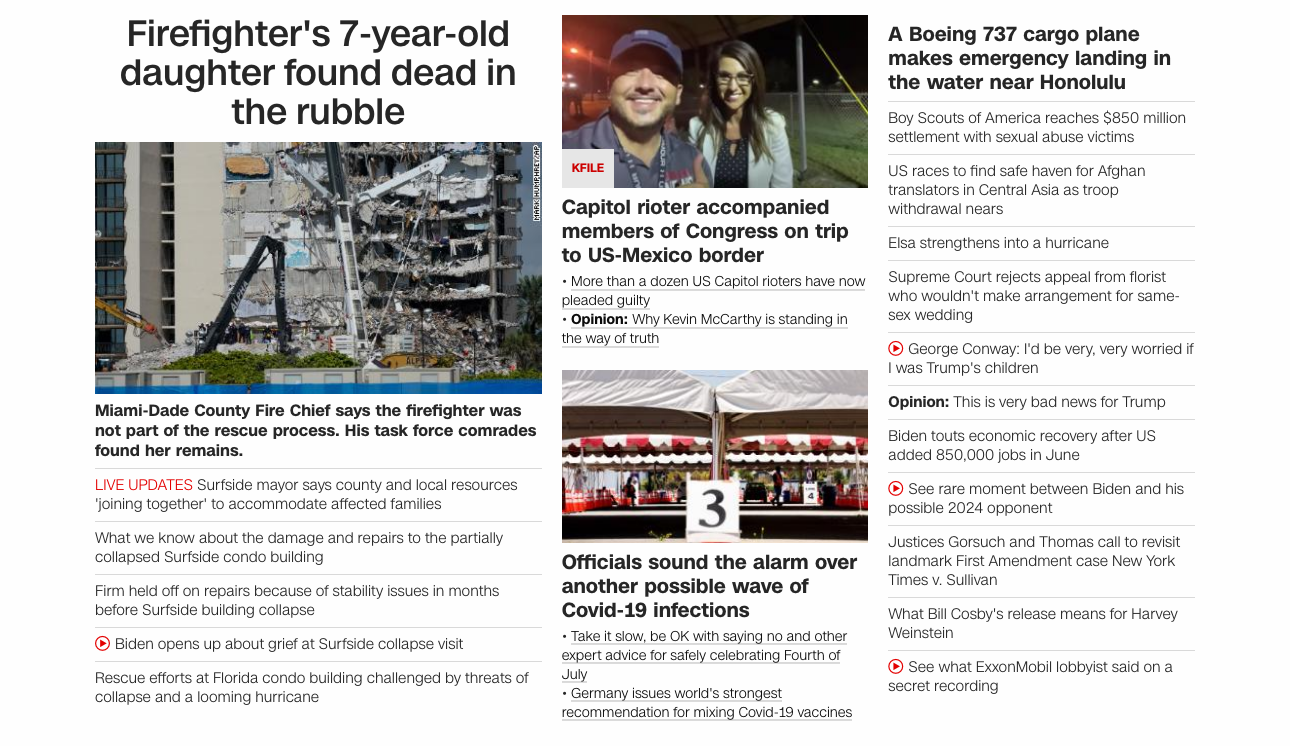 Firefighter's 7-year-old
daughter found dead in
the rubble
MARK HUMPHREY/AP
Miami-Dade County Fire Chief says the firefighter was
not part of the rescue process. His task force comrades
found her remains.
LIVE UPDATES Surfside mayor says county and local resources
'joining together' to accommodate affected families
What we know about the damage and repairs to the partially
collapsed Surfside condo building
Firm held off on repairs because of stability issues in months
before Surfside building collapse
Biden opens up about grief at Surfside collapse visit
Rescue efforts at Florida condo building challenged by threats of
collapse and a looming hurricane
KFILE
Capitol rioter accompanied
members of Congress on trip
to US-Mexico border
• More than a dozen US Capitol rioters have now
pleaded guilty
• Opinion: Why Kevin McCarthy is standing in
the way of truth
3
4
Officials sound the alarm over
another possible wave of
Covid-19 infections
• Take it slow, be OK with saying no and other
expert advice for safely celebrating Fourth of
July
• Germany issues world's strongest
recommendation for mixing Covid-19 vaccines
A Boeing 737 cargo plane
makes emergency landing in
the water near Honolulu
Boy Scouts of America reaches $850 million
settlement with sexual abuse victims
US races to find safe haven for Afghan
translators in Central Asia as troop
withdrawal nears
Elsa strengthens into a hurricane
Supreme Court rejects appeal from florist
who wouldn't make arrangement for same-
sex wedding
George Conway: I'd be very, very worried if
I was Trump's children
Opinion: This is very bad news for Trump
Biden touts economic recovery after US
added 850,000 jobs in June
See rare moment between Biden and his
possible 2024 opponent
Justices Gorsuch and Thomas call to revisit
landmark First Amendment case New York
Times v. Sullivan
What Bill Cosby's release means for Harvey
Weinstein
See what ExxonMobil lobbyist said on a
secret recording